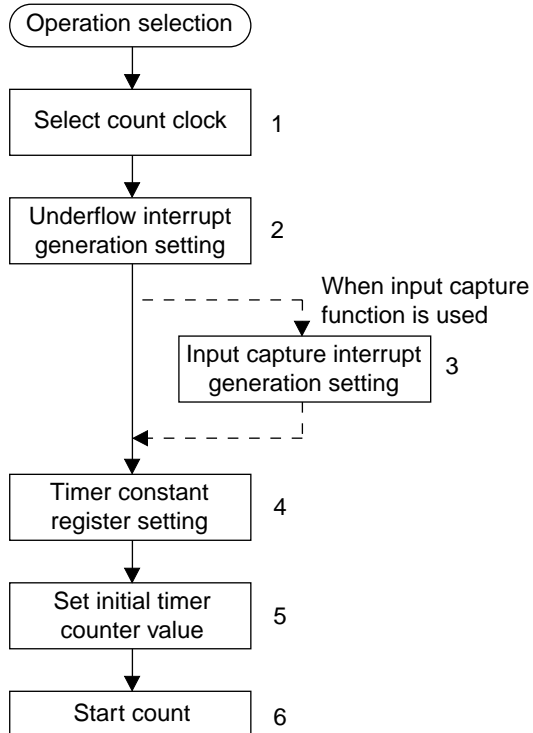 Operation selection
Select count clock
1
Underflow interrupt
generation setting
2
When input capture
function is used
Input capture interrupt
generation setting
3
Timer constant
register setting
4
Set initial timer
counter value
5
Start count
6